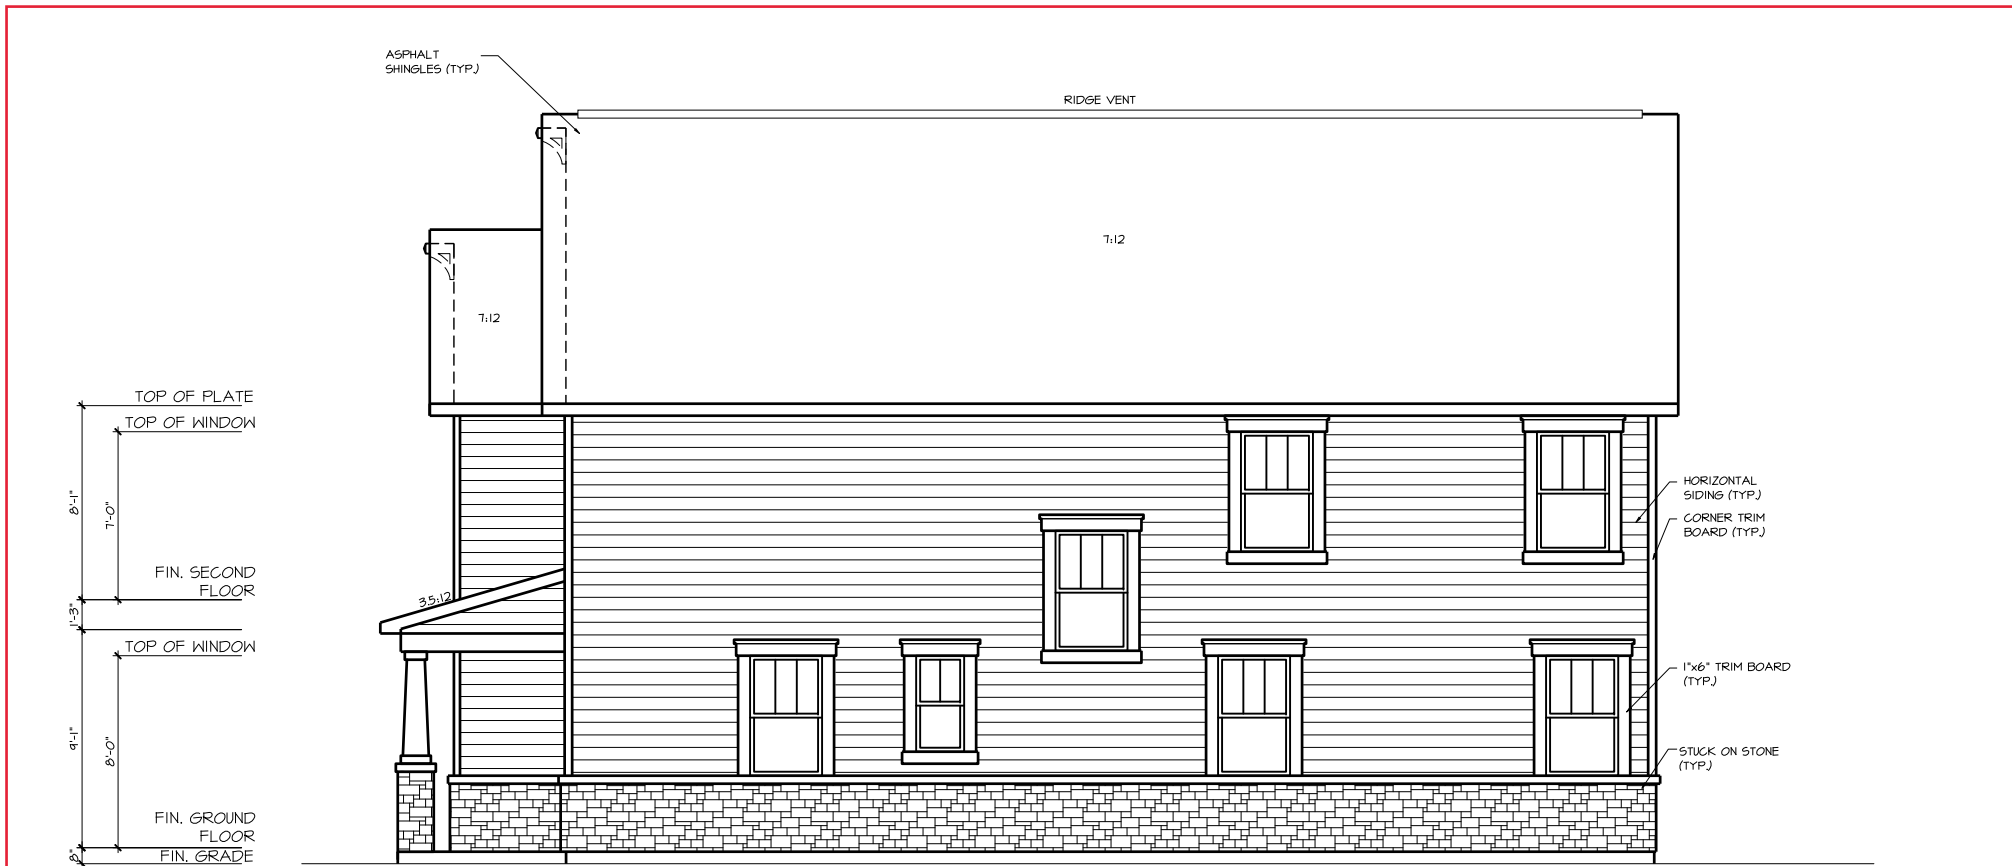 ASPHALT
SHINGLES (TYP.)
RIDGE VENT
7:12
7:12
TOP OF PLATE
TOP OF WINDOW
8'-1"
7'-0"
HORIZONTAL
SIDING (TYP.)
CORNER TRIM
BOARD (TYP.)
FIN. SECOND
FLOOR
3.5:12
1'-3"
TOP OF WINDOW
1"x6" TRIM BOARD
(TYP.)
9'-1"
8'-0"
STUCK ON STONE
(TYP.)
FIN. GROUND
FLOOR
8"
FIN. GRADE